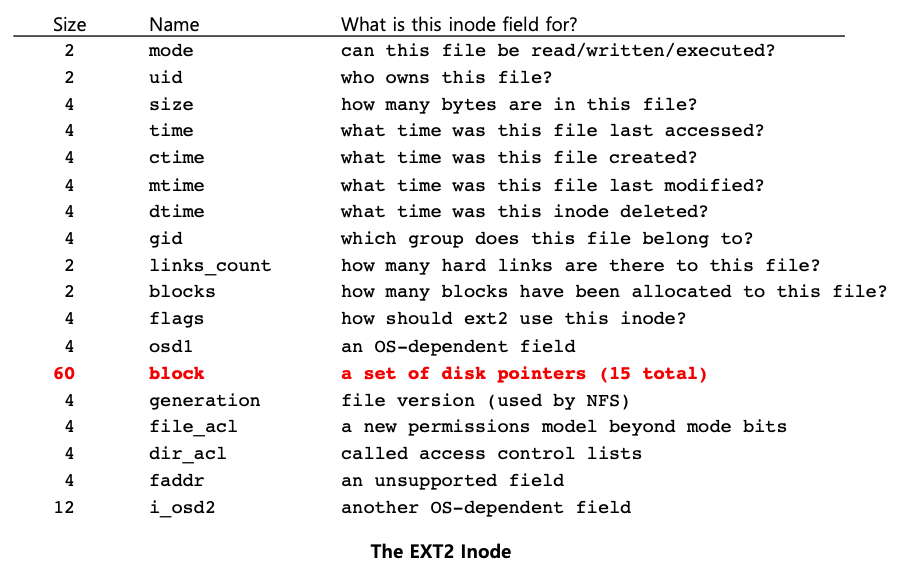 Size Name What is this inode field for?
2 mode can this file be read/written/executed?
2 uid who owns this file?
4 size how many bytes are in this file?
4 time what time was this file last accessed?
4 ctime what time was this file created?
4 mtime what time was this file last modified?
4 dtime what time was this inode deleted?
4 gid which group does this file belong to?
2 links_count how many hard links are there to this file?
2 blocks how many blocks have been allocated to this file?
4 flags how should ext2 use this inode?
4 osd1 an OS-dependent field
60 block a set of disk pointers (15 total)
4 generation file version (used by NFS)
4 file_acl a new permissions model beyond mode bits
4 dir_acl called access control lists
4 faddr an unsupported field
12 i_osd2 another OS-dependent field
The EXT2 Inode